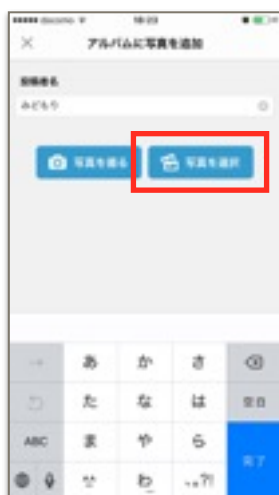 docomo 18:23
アルバムに写真を追加
投稿者名
みどもり
写真を撮る 写真を選択
あ か さ
た な は 空白
ABC ま や ら
わ 、。?! 完了